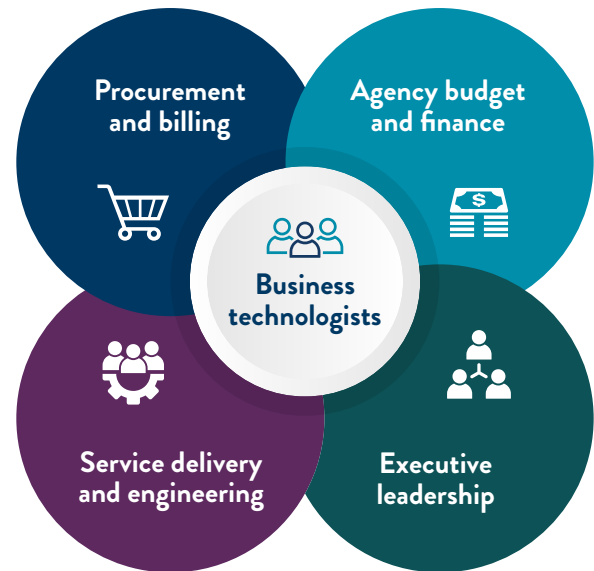 Procurement
and billing
Agency budget
and finance
$
Business
technologists
Service delivery
and engineering
Executive
leadership